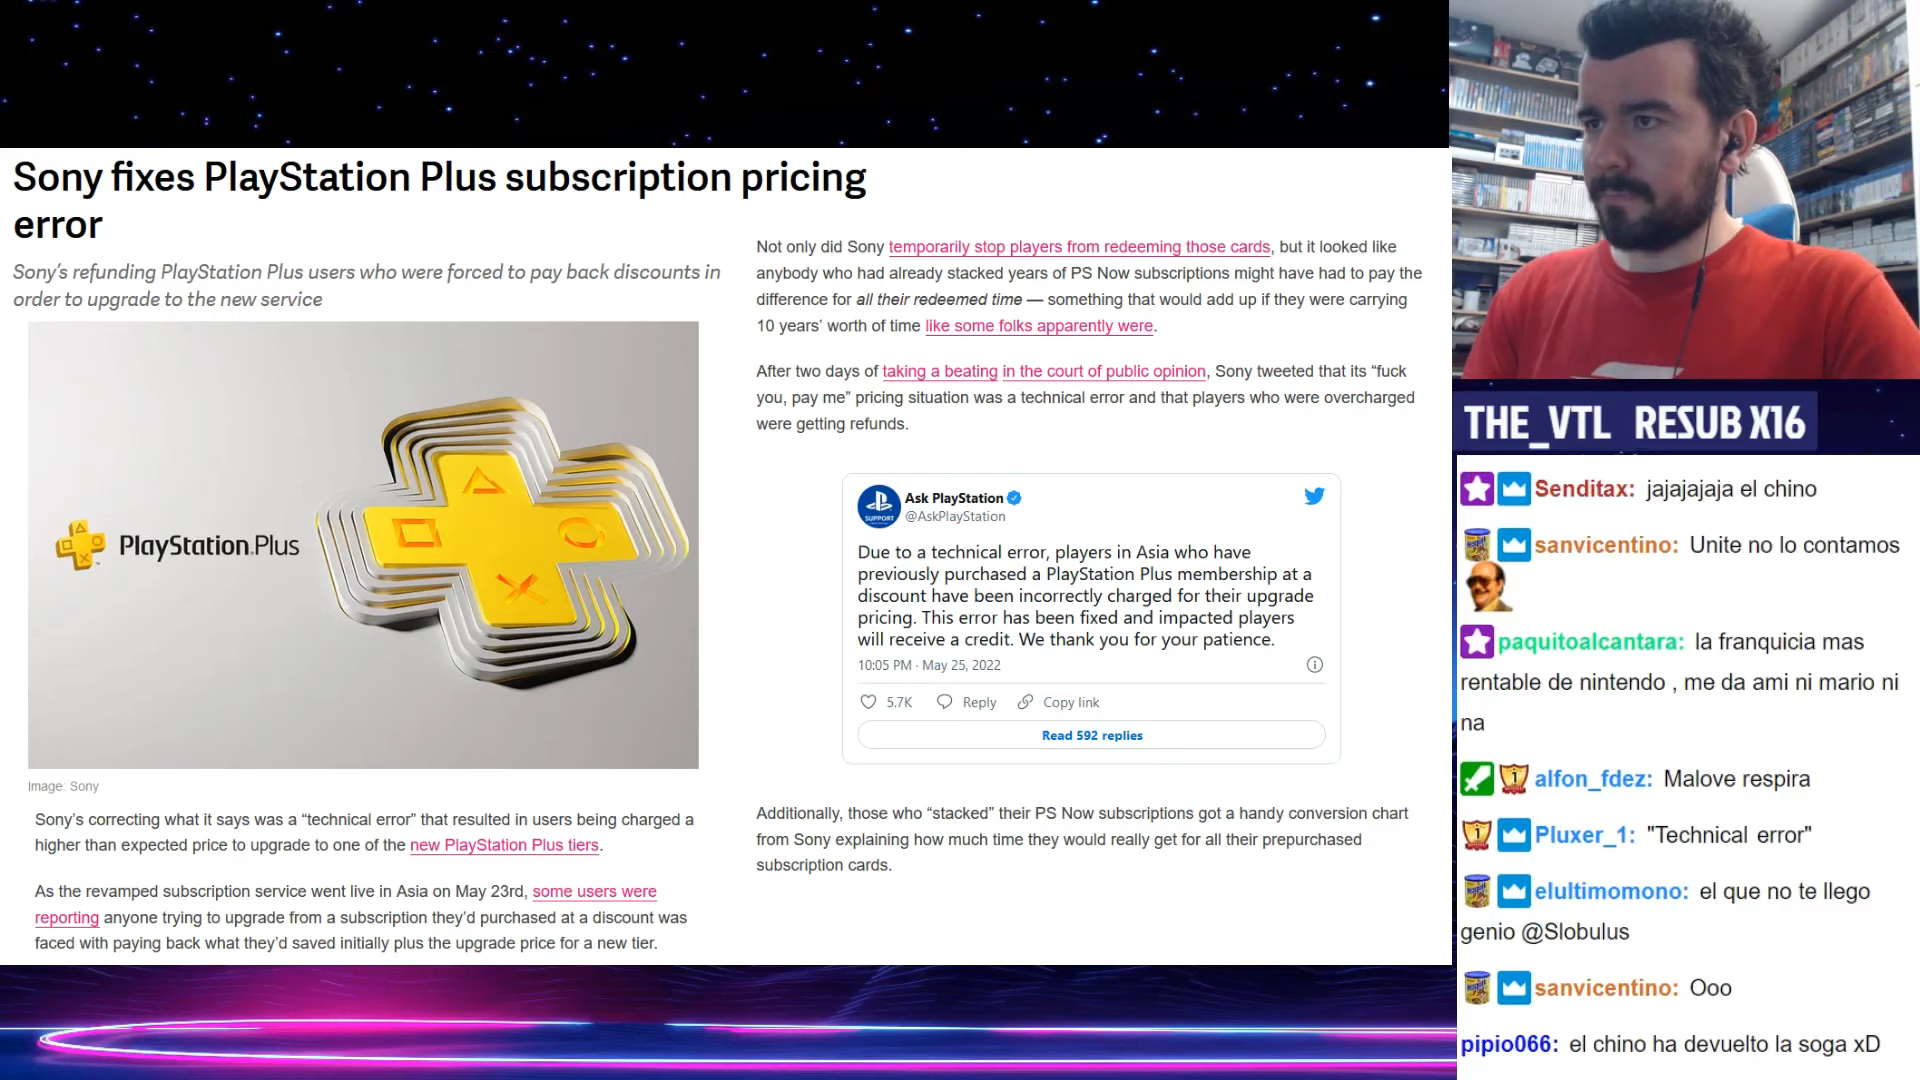 Sony fixes PlayStation Plus subscription pricing
error
Sony's refunding PlayStation Plus users who were forced to pay back discounts in
order to upgrade to the new service
PlayStation.Plus
Image: Sony
Sony's correcting what it says was a “technical error” that resulted in users being charged a
higher than expected price to upgrade to one of the new PlayStation Plus tiers.
As the revamped subscription service went live in Asia on May 23rd, some users were
reporting anyone trying to upgrade from a subscription they'd purchased at a discount was
faced with paying back what they'd saved initially plus the upgrade price for a new tier.
Not only did Sony temporarily stop players from redeeming those cards, but it looked like
anybody who had already stacked years of PS Now subscriptions might have had to pay the
difference for all their redeemed time — something that would add up if they were carrying
10 years' worth of time like some folks apparently were.
After two days of taking a beating in the court of public opinion, Sony tweeted that its “fuck
you, pay me” pricing situation was a technical error and that players who were overcharged
were getting refunds.
SUPPORT
Ask PlayStation
@AskPlayStation
Due to a technical error, players in Asia who have
previously purchased a PlayStation Plus membership at a
discount have been incorrectly charged for their upgrade
pricing. This error has been fixed and impacted players
will receive a credit. We thank you for your patience.
10:05 PM · May 25, 2022
5.7K Reply Copy link
Read 592 replies
Additionally, those who “stacked” their PS Now subscriptions got a handy conversion chart
from Sony explaining how much time they would really get for all their prepurchased
subscription cards.
THE_VTL RESUB X16
Senditax: jajajajaja el chino
sanvicentino: Unite no lo contamos
paquitoalcantara: la franquicia mas
rentable de nintendo , me da ami ni mario ni
na
1 alfon_fdez: Malove respira
1 Pluxer_1: "Technical error"
elultimomono: el que no te llego
genio @Slobulus
sanvicentino: Ooo
pipio066: el chino ha devuelto la soga xD